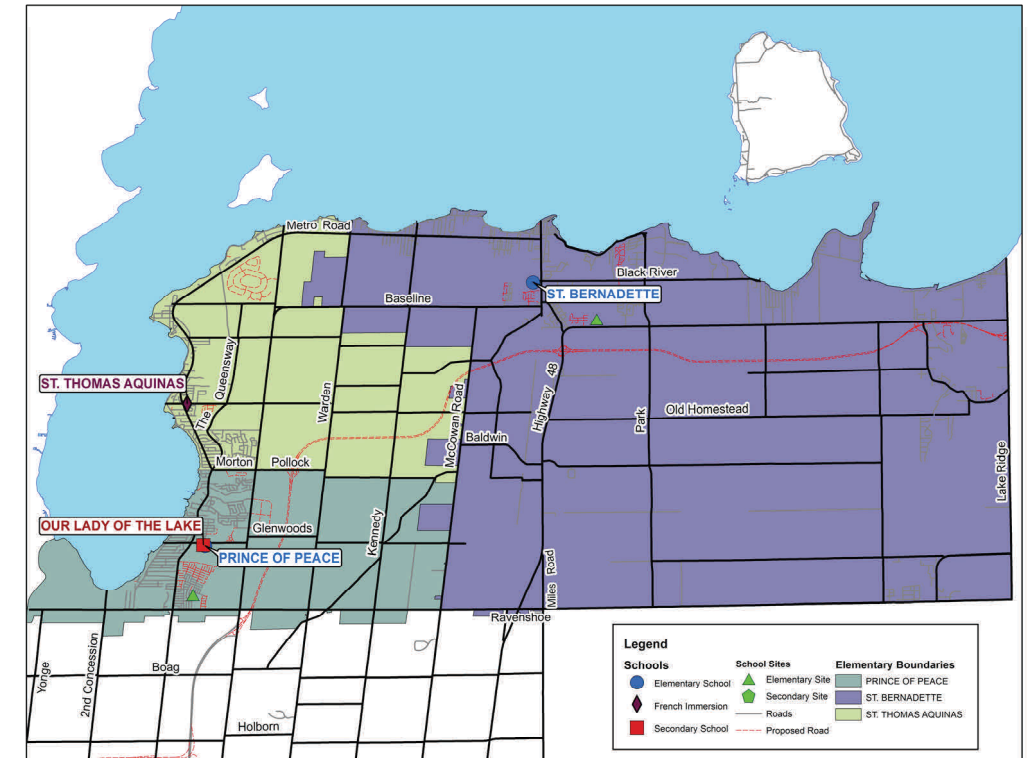 Metro Road
Black River
ST. BERNADETTE
Baseline
Queensway
The
ST. THOMAS AQUINAS
Warden
Highway 48
McCowan Road
Park
Old Homestead
Baldwin
Morton
Pollock
Lake Ridge
OUR LADY OF THE LAKE
Glenwoods
PRINCE OF PEACE
Kennedy
Miles Road
Ravenshoe
Yonge
2nd Concession
Boag
Holborn
Legend
Schools
Elementary School
French Immersion
Secondary School
School Sites
Elementary Site
Secondary Site
Roads
Proposed Road
Elementary Boundaries
PRINCE OF PEACE
ST. BERNADETTE
ST. THOMAS AQUINAS